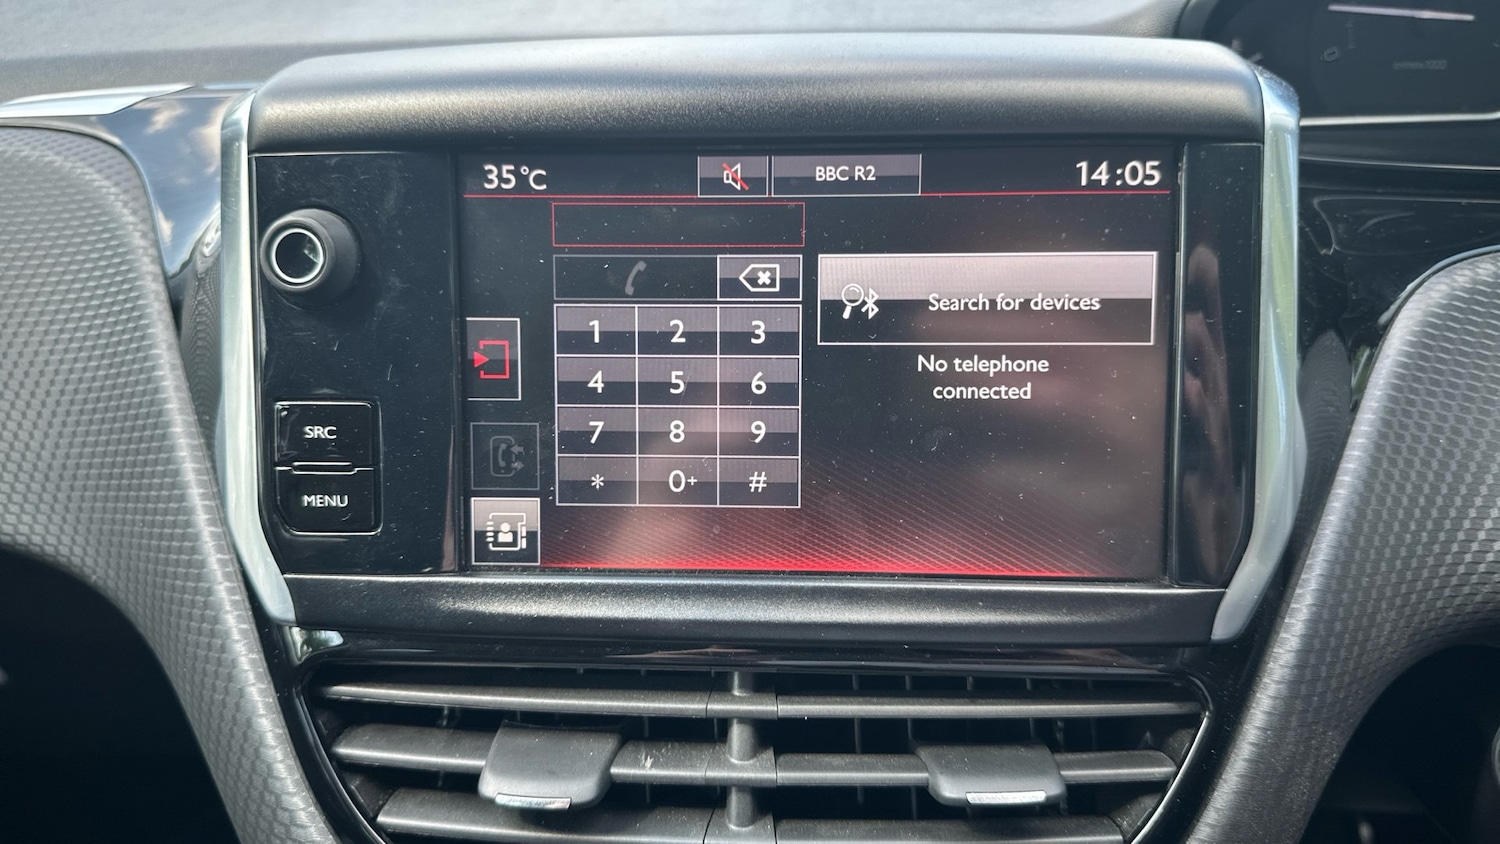 35°C
BBC R2
14:05
Search for devices
No telephone
connected
1 2 3
4 5 6
7 8 9
* 0+ #
SRC
MENU